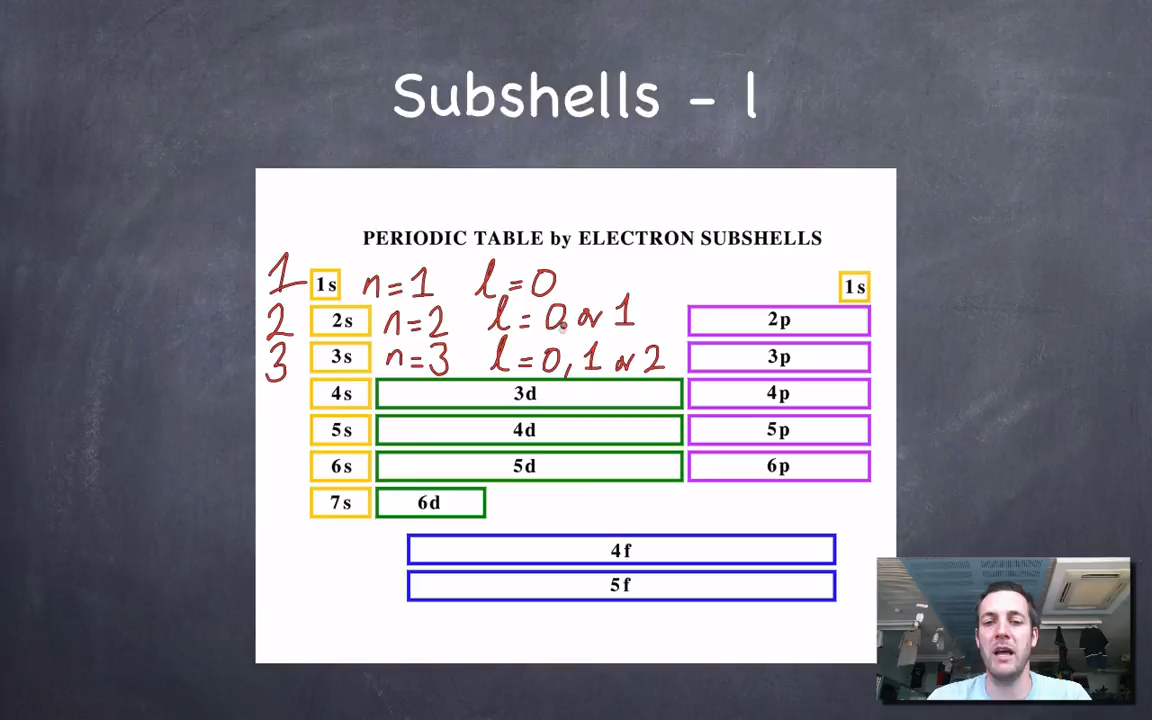 Subshells - l
PERIODIC TABLE by ELECTRON SUBSHELLS
1 1s n=1 l=0 1s
2 2s n=2 l=0 or 1 2p
3 3s n=3 l=0, 1 or 2 3p
4s 3d 4p
5s 4d 5p
6s 5d 6p
7s 6d
4f
5f